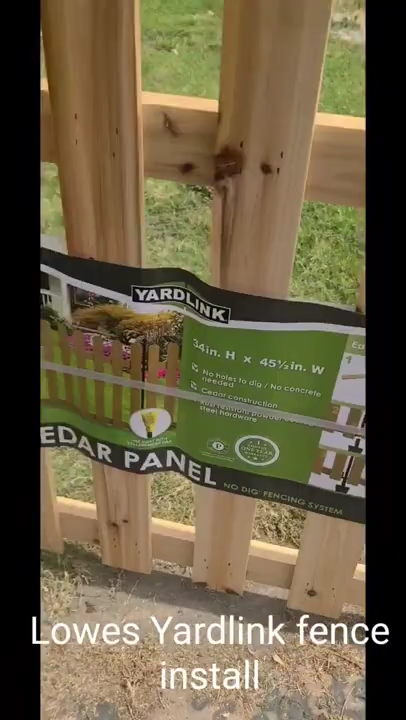 YARDLINK
34in. H x 45½in. W
No holes to dig / No concrete
needed
Cedar construction
steel hardware
EDAR PANEL
NO DIG FENCING SYSTEM
Lowes Yardlink fence
install